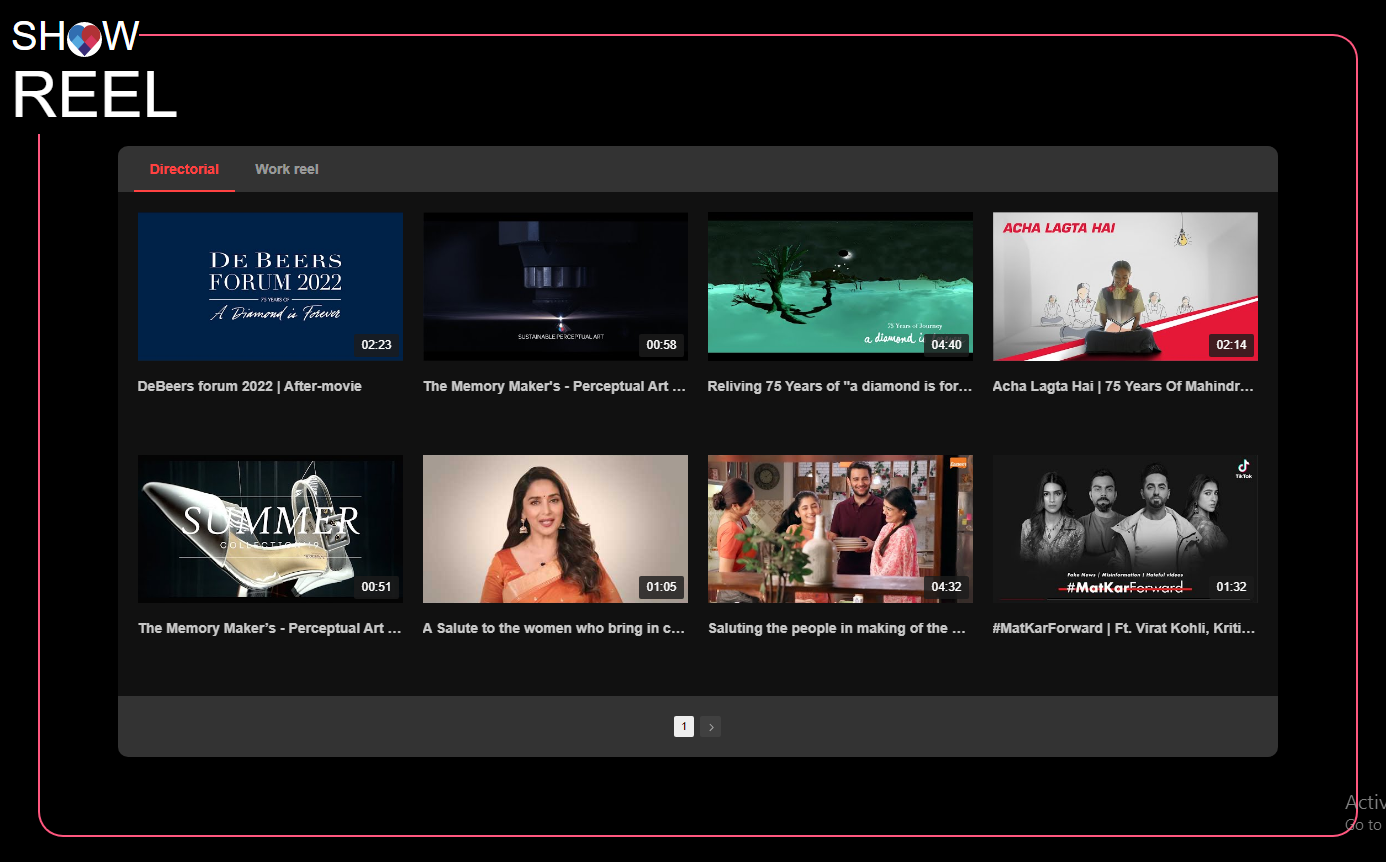 SHOW
REEL
Directorial
Work reel
DE BEERS
FORUM 2022
75 YEARS OF
A Diamond is Forever
02:23
DeBeers forum 2022 | After-movie
SUSTAINABLE PERCEPTUAL ART
00:58
The Memory Maker's - Perceptual Art ...
75 Years of Journey
a diamond is
04:40
Reliving 75 Years of "a diamond is for...
ACHA LAGTA HAI
02:14
Acha Lagta Hai | 75 Years Of Mahindr...
SUMMER
COLLECTION'19
00:51
The Memory Maker's - Perceptual Art ...
01:05
A Salute to the women who bring in c...
04:32
Saluting the people in making of the ...
TikTok
Fake News | Misinformation | Hateful videos
#MatKarForward
01:32
#MatKarForward | Ft. Virat Kohli, Kriti...
1
Activ
Go to